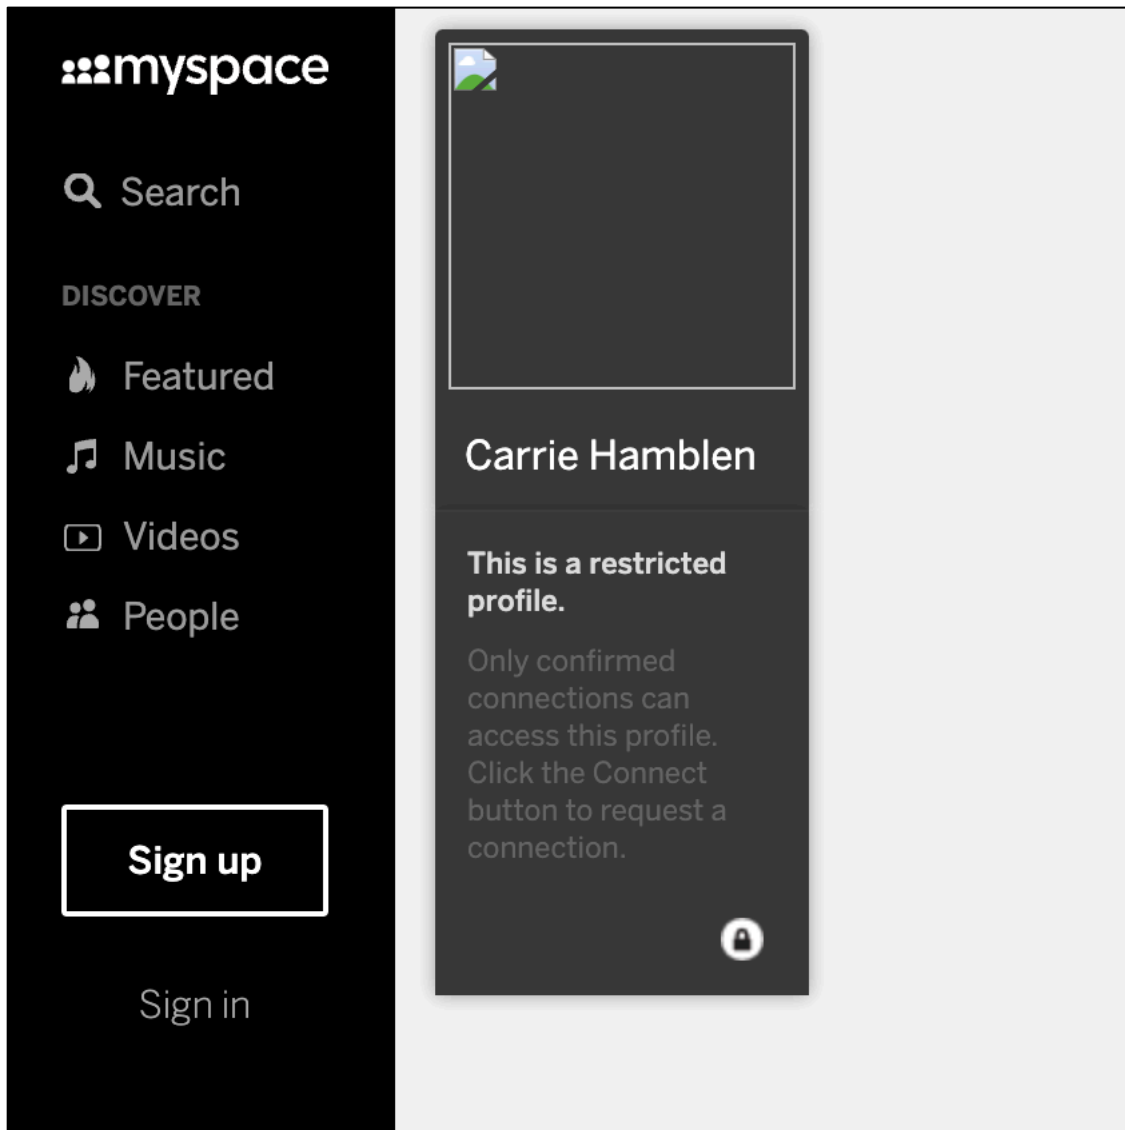 myspace
Search
DISCOVER
Featured
Music
Videos
People
Sign up
Sign in
Carrie Hamblen
This is a restricted
profile.
Only confirmed
connections can
access this profile.
Click the Connect
button to request a
connection.